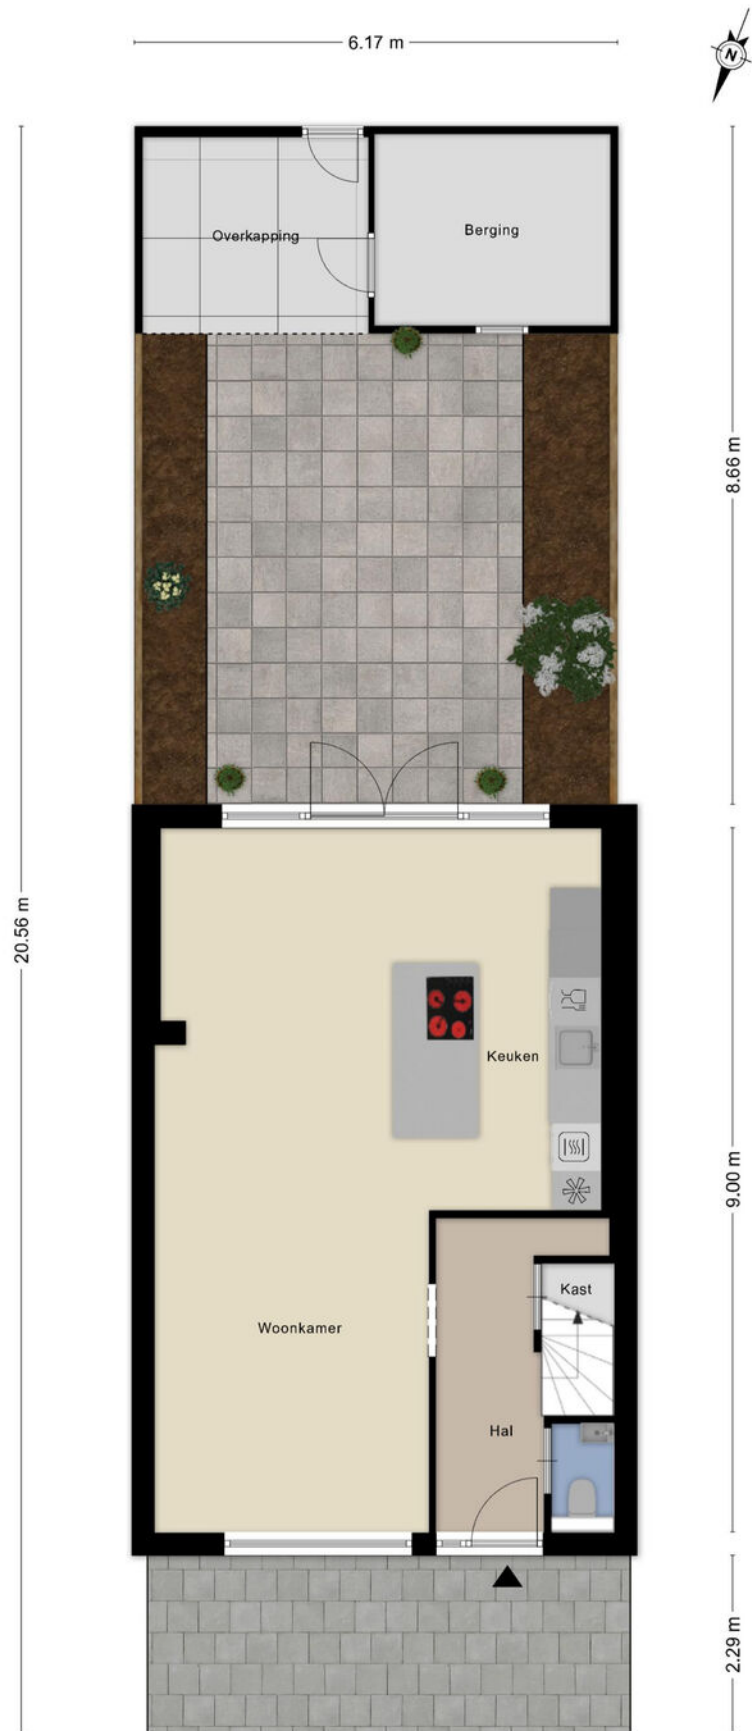 6.17 m
N
Overkapping
Berging
8.66 m
20.56 m
Keuken
9.00 m
Kast
Woonkamer
Hal
2.29 m